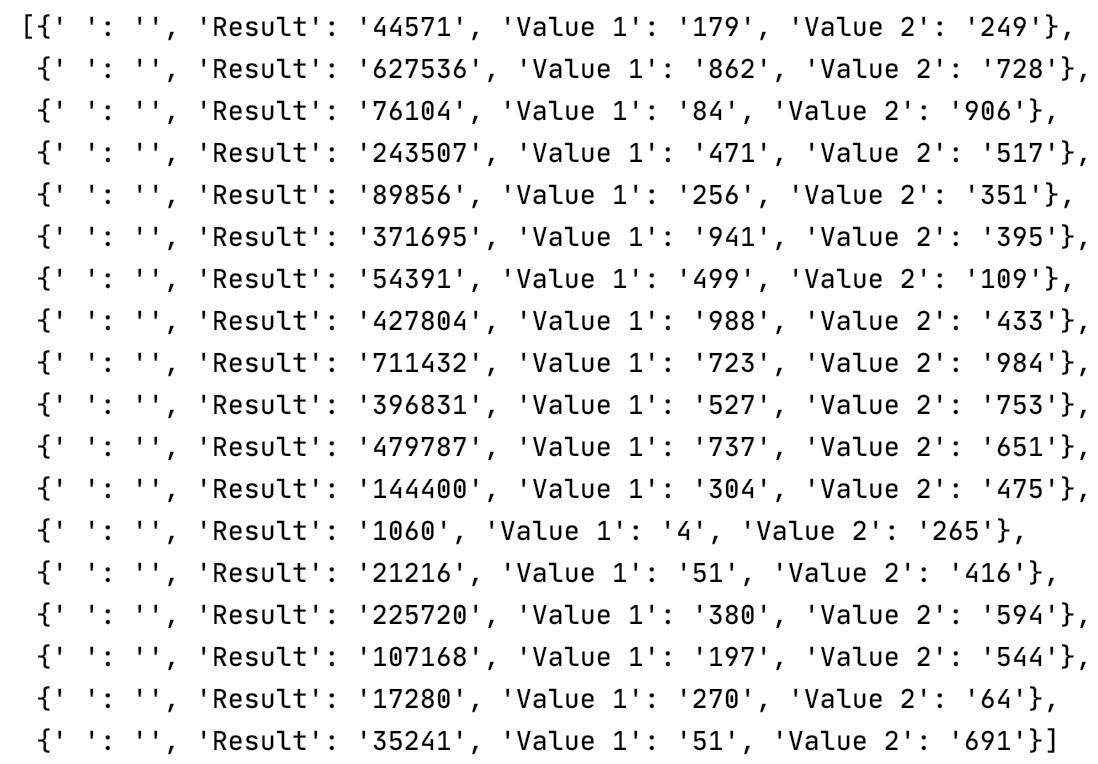 [{' ': '', 'Result': '44571', 'Value 1': '179', 'Value 2': '249'},
{' ': '', 'Result': '627536', 'Value 1': '862', 'Value 2': '728'},
{' ': '', 'Result': '76104', 'Value 1': '84', 'Value 2': '906'},
{' ': '', 'Result': '243507', 'Value 1': '471', 'Value 2': '517'},
{' ': '', 'Result': '89856', 'Value 1': '256', 'Value 2': '351'},
{' ': '', 'Result': '371695', 'Value 1': '941', 'Value 2': '395'},
{' ': '', 'Result': '54391', 'Value 1': '499', 'Value 2': '109'},
{' ': '', 'Result': '427804', 'Value 1': '988', 'Value 2': '433'},
{' ': '', 'Result': '711432', 'Value 1': '723', 'Value 2': '984'},
{' ': '', 'Result': '396831', 'Value 1': '527', 'Value 2': '753'},
{' ': '', 'Result': '479787', 'Value 1': '737', 'Value 2': '651'},
{' ': '', 'Result': '144400', 'Value 1': '304', 'Value 2': '475'},
{' ': '', 'Result': '1060', 'Value 1': '4', 'Value 2': '265'},
{' ': '', 'Result': '21216', 'Value 1': '51', 'Value 2': '416'},
{' ': '', 'Result': '225720', 'Value 1': '380', 'Value 2': '594'},
{' ': '', 'Result': '107168', 'Value 1': '197', 'Value 2': '544'},
{' ': '', 'Result': '17280', 'Value 1': '270', 'Value 2': '64'},
{' ': '', 'Result': '35241', 'Value 1': '51', 'Value 2': '691'}]